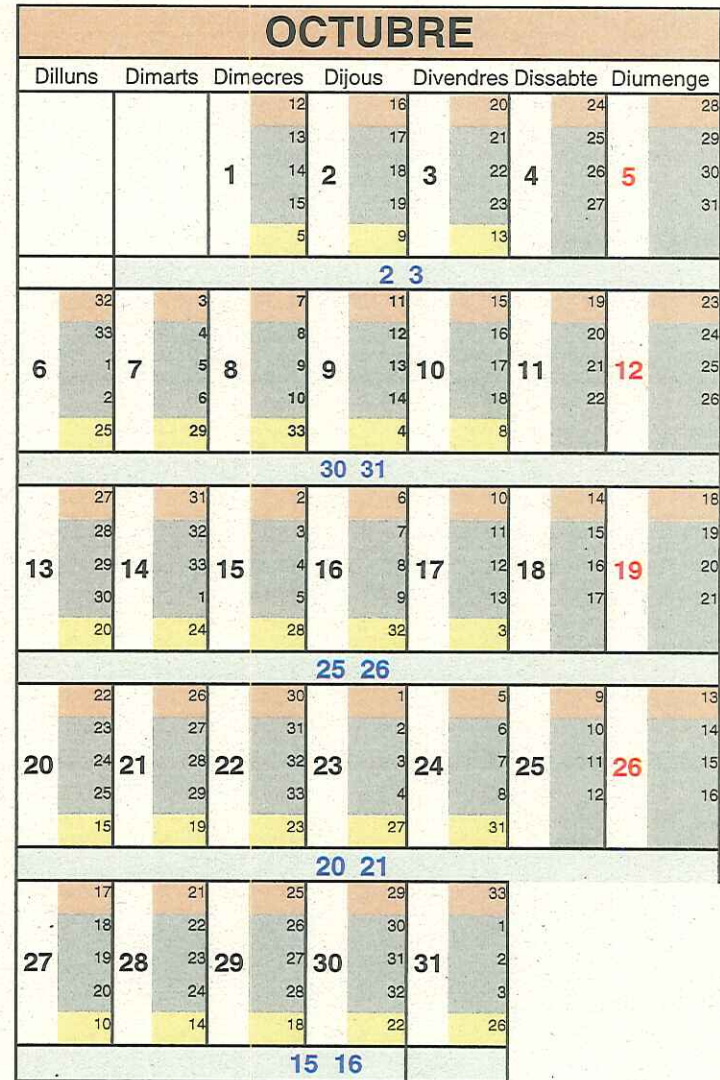 OCTUBRE
Dilluns Dimarts Dimecres Dijous Divendres Dissabte Diumenge
12 16 20 24 28
13 17 21 25 29
1 14 2 18 3 22 4 26 5 30
15 19 23 27 31
5 9 13
2 3
32 3 7 11 15 19 23
33 4 8 12 16 20 24
6 1 7 5 8 9 9 13 10 17 11 21 12 25
2 6 10 14 18 22 26
25 29 33 4 8
30 31
27 31 2 6 10 14 18
28 32 3 7 11 15 19
13 29 14 33 15 4 16 8 17 12 18 16 19 20
30 1 5 9 13 17 21
20 24 28 32 3
25 26
22 26 30 1 5 9 13
23 27 31 2 6 10 14
20 24 21 28 22 32 23 3 24 7 25 11 26 15
25 29 33 4 8 12 16
15 19 23 27 31
20 21
17 21 25 29 33
18 22 26 30 1
27 19 28 23 29 27 30 31 31 2
20 24 28 32 3
10 14 18 22 26
15 16